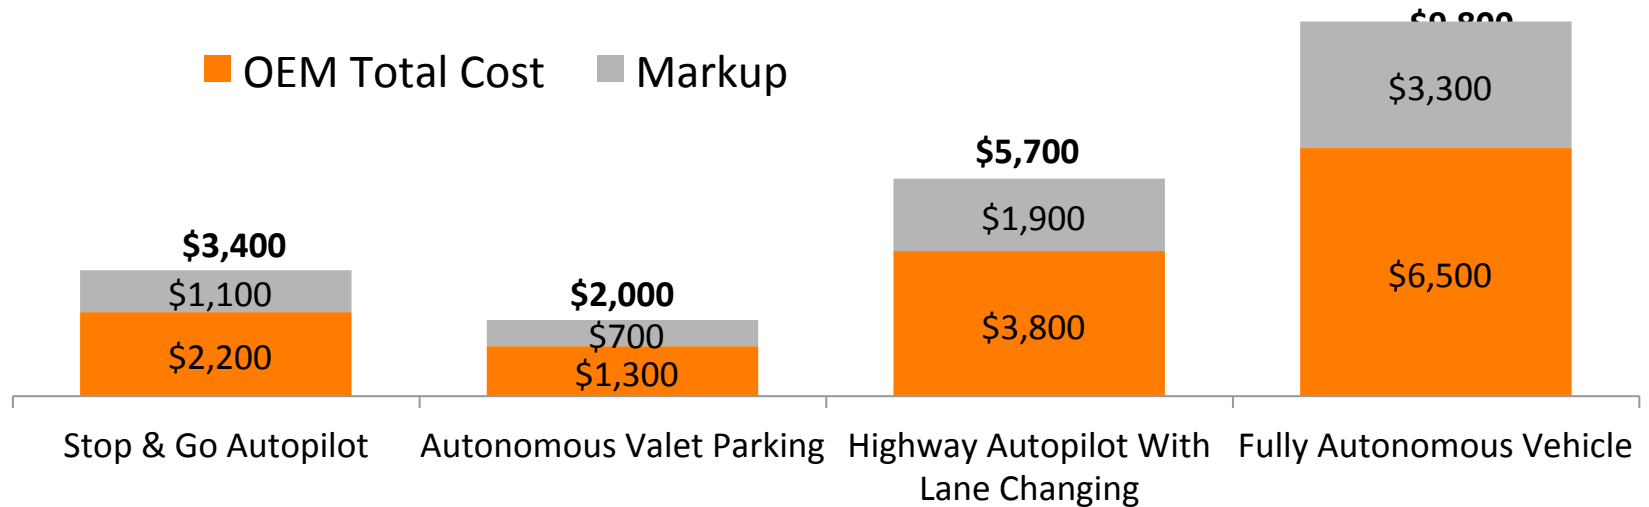 $9,800
OEM Total Cost
Markup
$3,300
$5,700
$1,900
$6,500
$3,400
$3,800
$1,100
$2,000
$700
$2,200
$1,300
Stop & Go Autopilot
Autonomous Valet Parking
Highway Autopilot With
Lane Changing
Fully Autonomous Vehicle